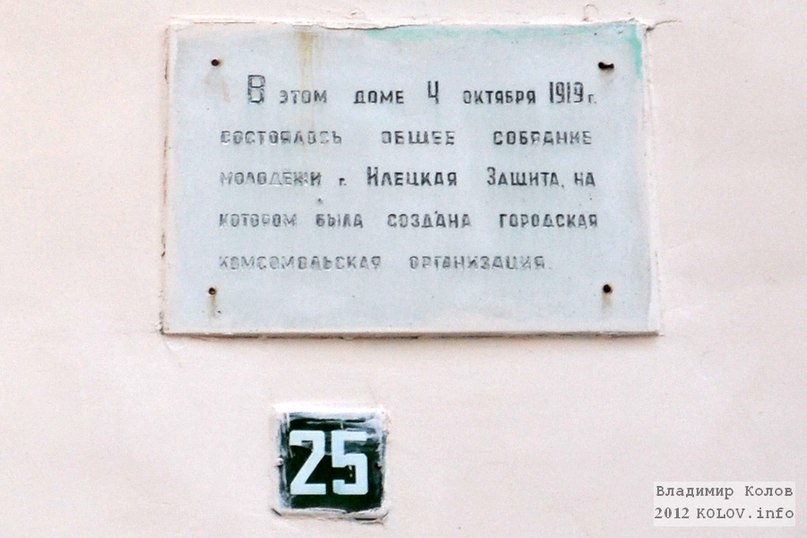 В ЭТОМ ДОМЕ 4 ОКТЯБРЯ 1919 г.
СОСТОЯЛОСЬ ОБЩЕЕ СОБРАНИЕ
МОЛОДЕЖИ г. ИЛЕЦКАЯ ЗАЩИТА, НА
КОТОРОМ БЫЛА СОЗДАНА ГОРОДСКАЯ
КОМСОМОЛЬСКАЯ ОРГАНИЗАЦИЯ.
25
Владимир Колов
2012 KOLOV.info